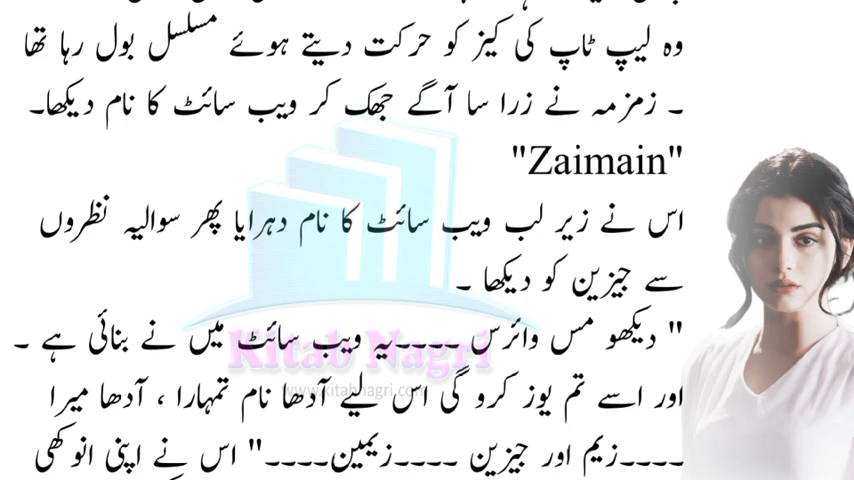 وہ لیپ ٹاپ کی کیز کو حرکت دیتے ہوئے مسلسل بول رہا تھا
۔ زمزمہ نے زرا سا آگے جھک کر ویب سائٹ کا نام دیکھا۔
"Zaimain"
اس نے زیر لب ویب سائٹ کا نام دہرایا پھر سوالیہ نظروں
سے جیزین کو دیکھا ۔
" دیکھو مس وائرس ۔۔۔۔یہ ویب سائٹ میں نے بنائی ہے ۔
Kitab Nagri
اور اسے تم یوز کرو گی اس لیے آدھا نام تمہارا ، آدھا میرا
www.kitabnagri.com
۔۔۔۔زیم اور جیزین ۔۔۔۔زیمین۔۔۔۔" اس نے اپنی انوکھی